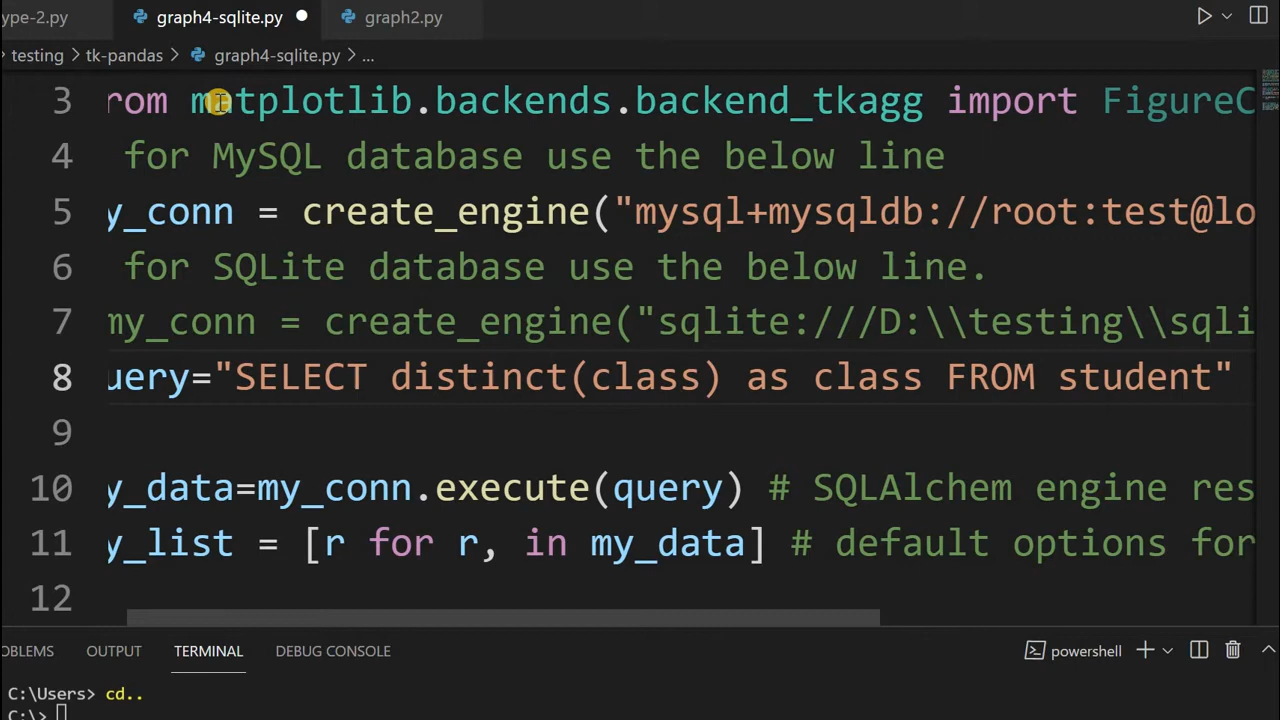 ype-2.py graph4-sqlite.py graph2.py
testing > tk-pandas > graph4-sqlite.py > ...
3 rom matplotlib.backends.backend_tkagg import FigureC
4 for MySQL database use the below line
5 y_conn = create_engine("mysql+mysqldb://root:test@lo
6 for SQLite database use the below line.
7 my_conn = create_engine("sqlite:///D:\\testing\\sqli
8 uery="SELECT distinct(class) as class FROM student"
9
10 y_data=my_conn.execute(query) # SQLAlchem engine res
11 y_list = [r for r, in my_data] # default options for
12
OBLEMS OUTPUT TERMINAL DEBUG CONSOLE powershell
C:\Users> cd..
C:\>